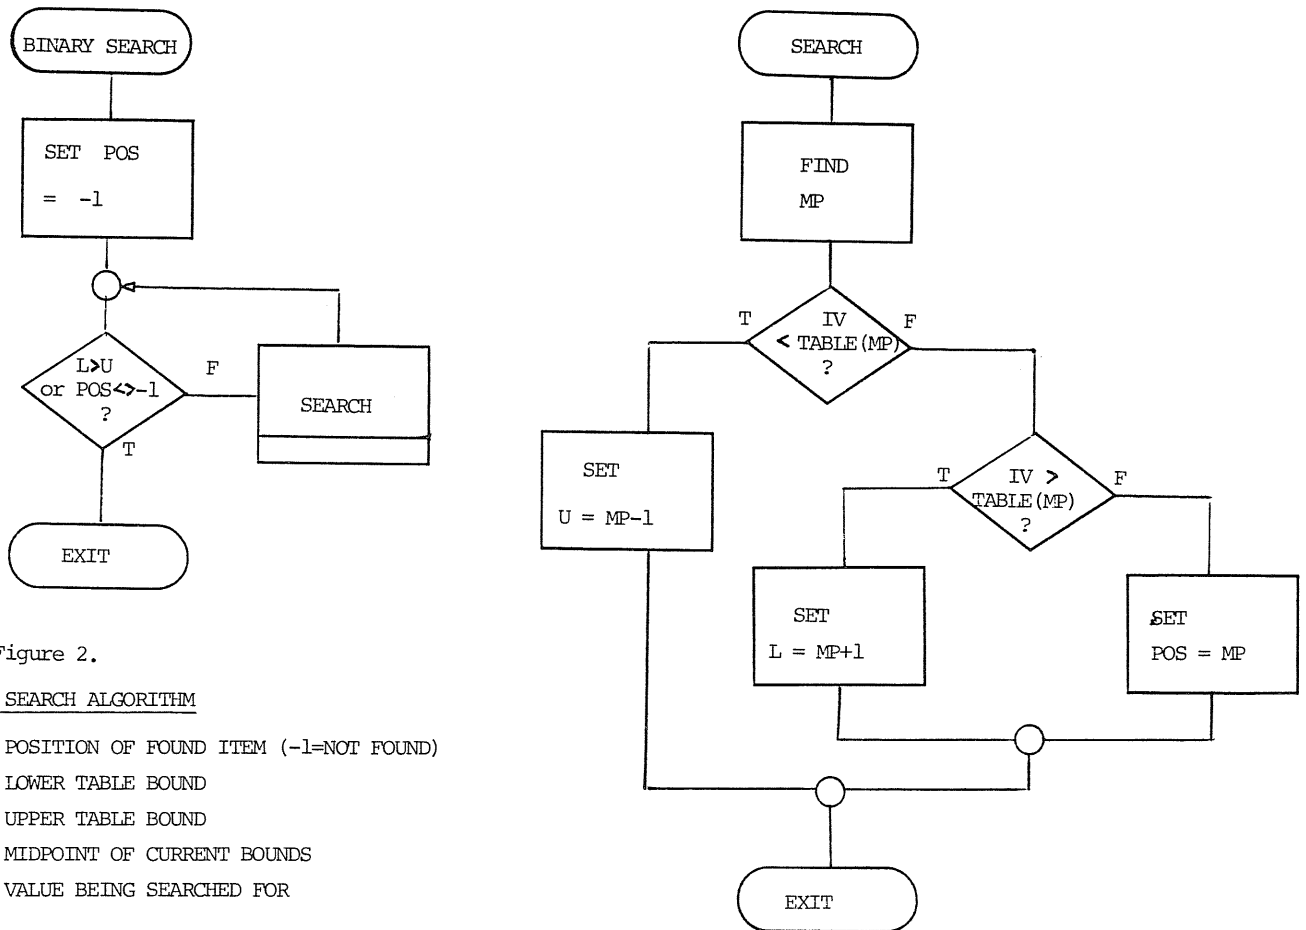 BINARY SEARCH
SET POS
= -1
L>U
or POS<>-1
?
F
T
SEARCH
EXIT
Figure 2.
SEARCH ALGORITHM
POSITION OF FOUND ITEM (-1=NOT FOUND)
LOWER TABLE BOUND
UPPER TABLE BOUND
MIDPOINT OF CURRENT BOUNDS
VALUE BEING SEARCHED FOR
SEARCH
FIND
MP
T
IV
< TABLE(MP)
?
F
SET
U = MP-1
T
IV >
TABLE(MP)
?
F
SET
L = MP+1
SET
POS = MP
EXIT